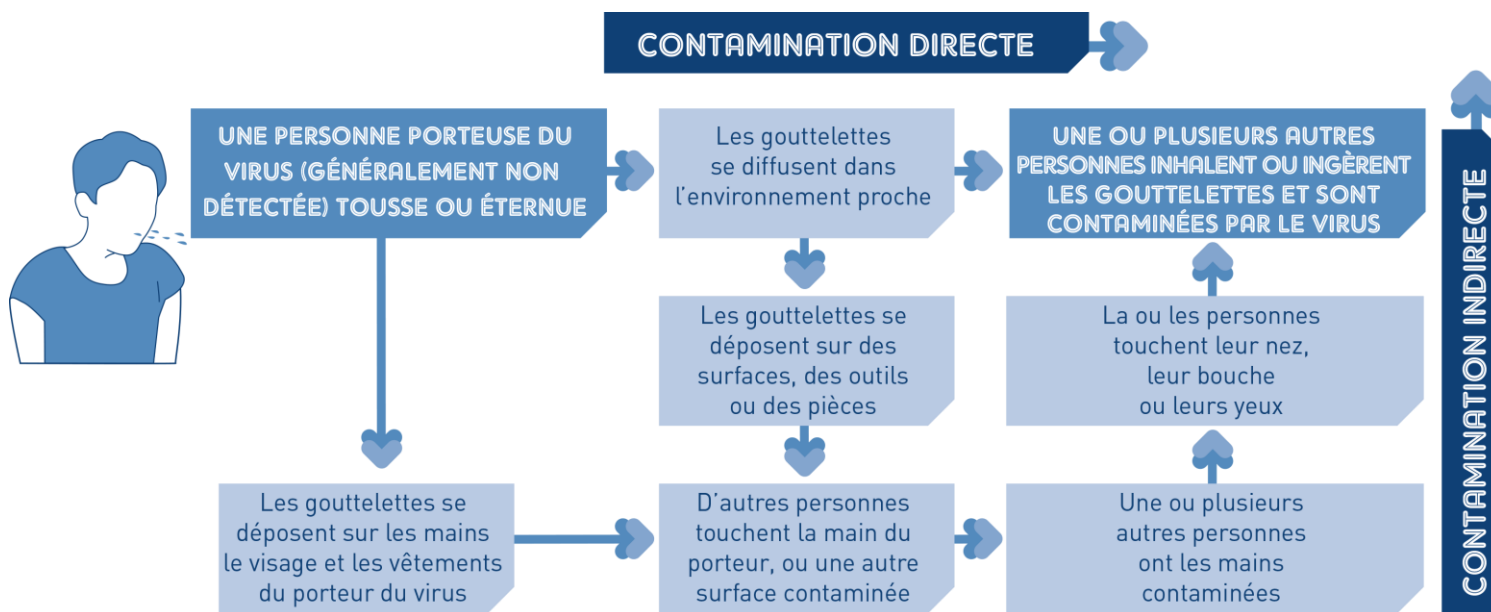 CONTAMINATION DIRECTE
UNE PERSONNE PORTEUSE DU
VIRUS (GÉNÉRALEMENT NON
DÉTECTÉE) TOUSSE OU ÉTERNUE
Les gouttelettes
se diffusent dans
l’environnement proche
UNE OU PLUSIEURS AUTRES
PERSONNES INHALENT OU INGÈRENT
LES GOUTTELETTES ET SONT
CONTAMINÉES PAR LE VIRUS
Les gouttelettes se
déposent sur des
surfaces, des outils
ou des pièces
La ou les personnes
touchent leur nez,
leur bouche
ou leurs yeux
Les gouttelettes se
déposent sur les mains
le visage et les vêtements
du porteur du virus
D’autres personnes
touchent la main du
porteur, ou une autre
surface contaminée
Une ou plusieurs
autres personnes
ont les mains
contaminées
CONTAMINATION INDIRECTE